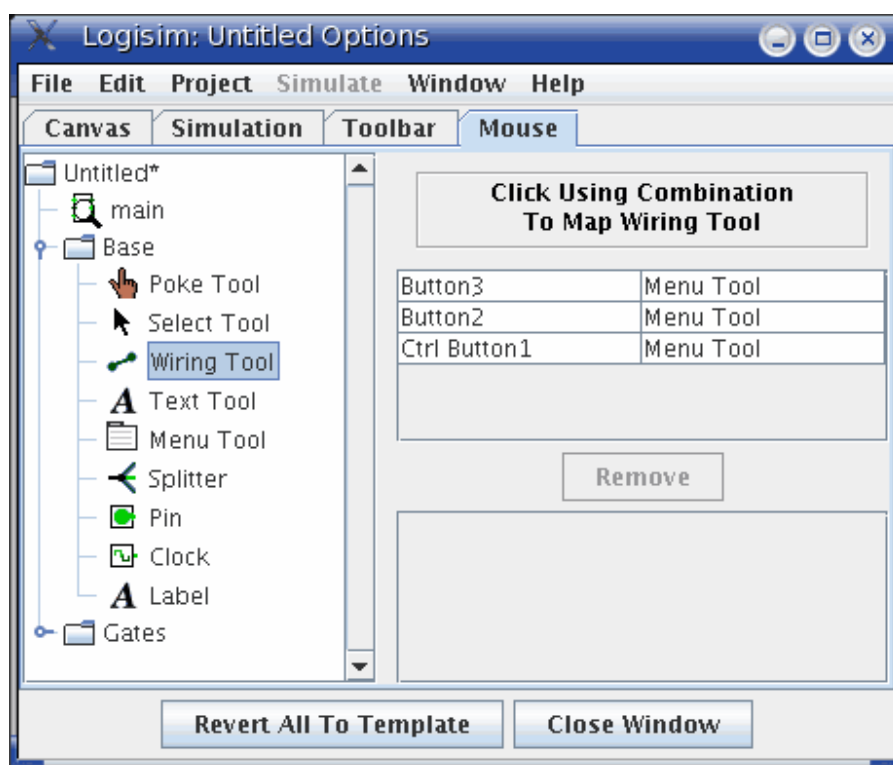 Logisim: Untitled Options
File Edit Project Simulate Window Help
Canvas Simulation Toolbar Mouse
Untitled*
main
Base
Poke Tool
Select Tool
Wiring Tool
A Text Tool
Menu Tool
Splitter
Pin
Clock
A Label
Gates
Click Using Combination
To Map Wiring Tool
Button3 Menu Tool
Button2 Menu Tool
Ctrl Button1 Menu Tool
Remove
Revert All To Template Close Window